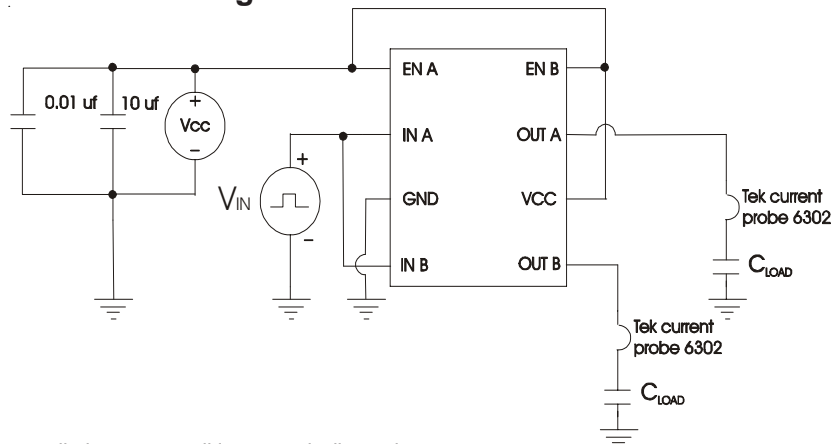 0.01 uf
10 uf
+
Vcc
–
EN A
EN B
IN A
OUT A
VIN
+
–
GND
VCC
IN B
OUT B
Tek current
probe 6302
CLOAD
Tek current
probe 6302
CLOAD